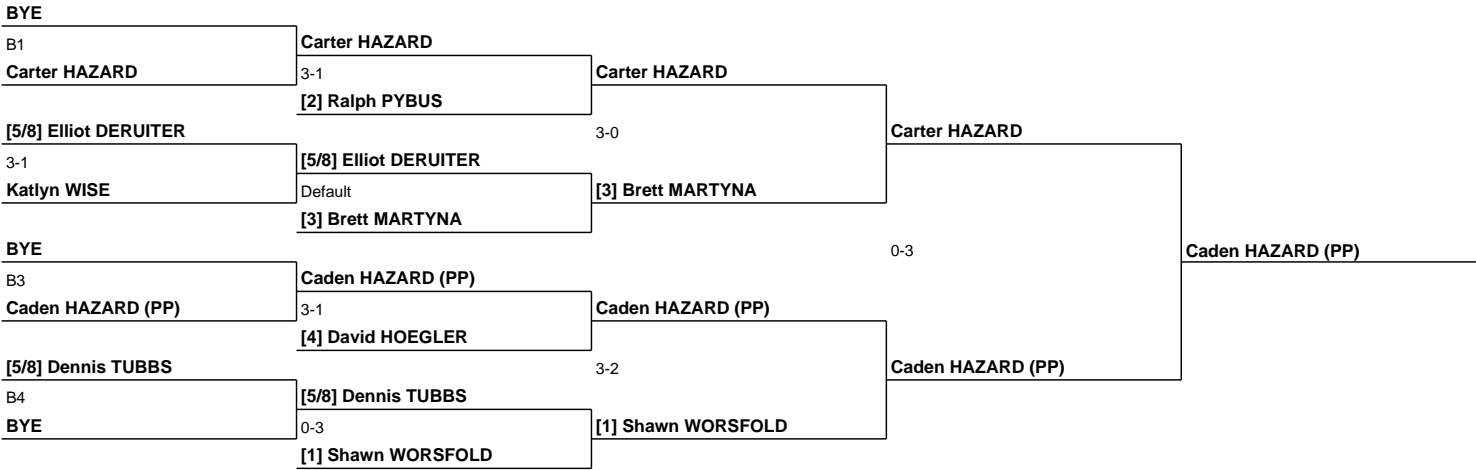 BYE
B1
Carter HAZARD
Carter HAZARD
3-1
Carter HAZARD
[2] Ralph PYBUS
[5/8] Elliot DERUITER
3-0
Carter HAZARD
3-1
[5/8] Elliot DERUITER
Katlyn WISE
Default
[3] Brett MARTYNA
[3] Brett MARTYNA
BYE
0-3
Caden HAZARD (PP)
B3
Caden HAZARD (PP)
Caden HAZARD (PP)
3-1
Caden HAZARD (PP)
[4] David HOEGLER
[5/8] Dennis TUBBS
3-2
Caden HAZARD (PP)
B4
[5/8] Dennis TUBBS
BYE
0-3
[1] Shawn WORSFOLD
[1] Shawn WORSFOLD